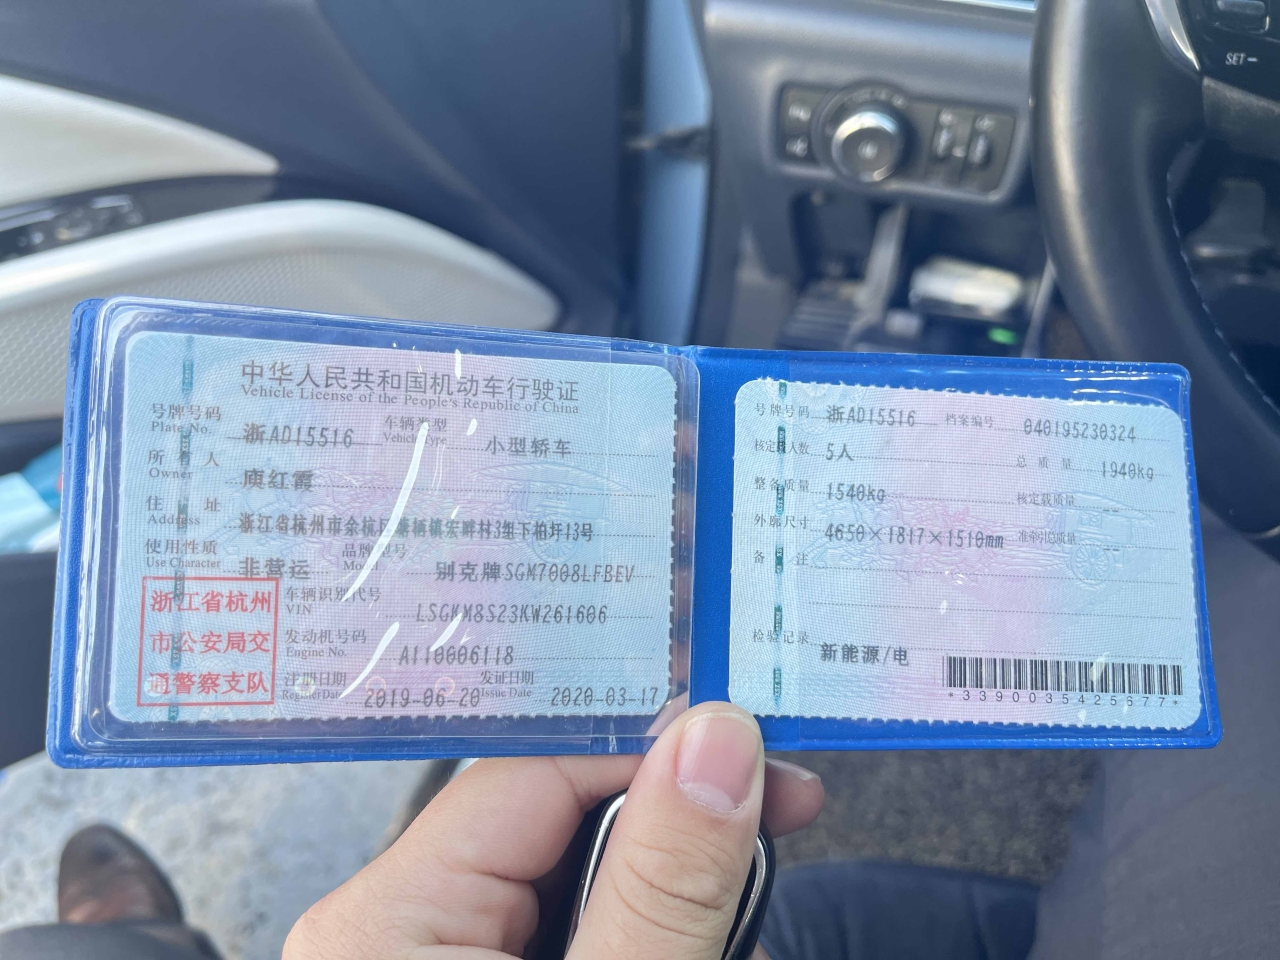 中华人民共和国机动车行驶证
Vehicle License of the People's Republic of China
号牌号码 浙AD15516 车辆类型 小型轿车
Plate No. Vehicle Type
所有人 庾红霞
Owner
住址 浙江省杭州市余杭区塘栖镇宏畔村3组下柏圩13号
Address
使用性质 非营运 品牌型号 别克牌SGM7008LFBEV
Use Character Model
浙江省杭州
市公安局交
通警察支队
车辆识别代号 LSGKM8S23KW261606
VIN
发动机号码 A110006118
Engine No.
注册日期 2019-06-20 发证日期 2020-03-17
Register Date Issue Date
号牌号码 浙AD15516 档案编号 040195230324
核定载人数 5人 总质量 1940kg
整备质量 1540kg 核定载质量 --
外廓尺寸 4650×1817×1510mm 准牵引总质量 --
备注
检验记录 新能源/电
*3390035425677*
SET-